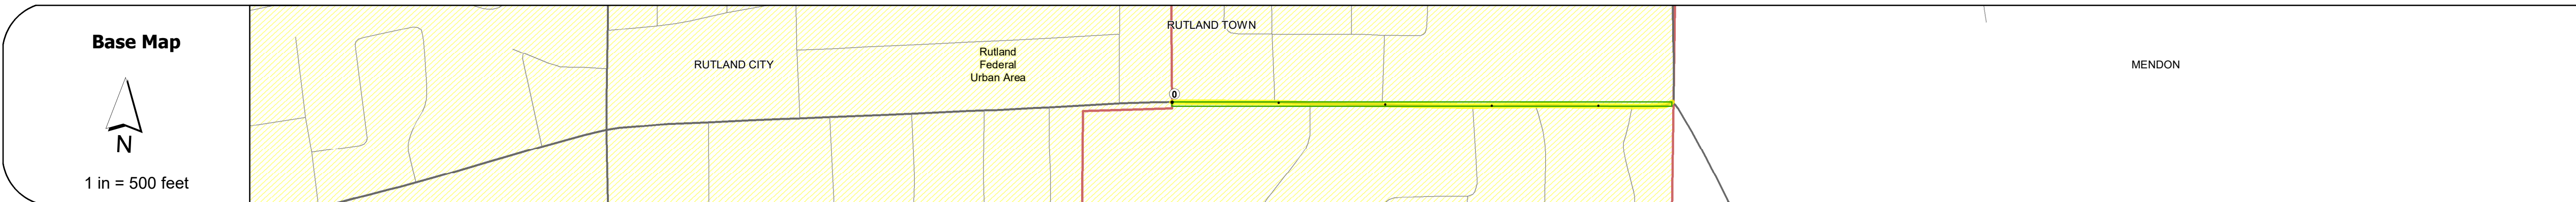 Base Map
N
1 in = 500 feet
RUTLAND CITY
Rutland
Federal
Urban Area
RUTLAND TOWN
0
MENDON